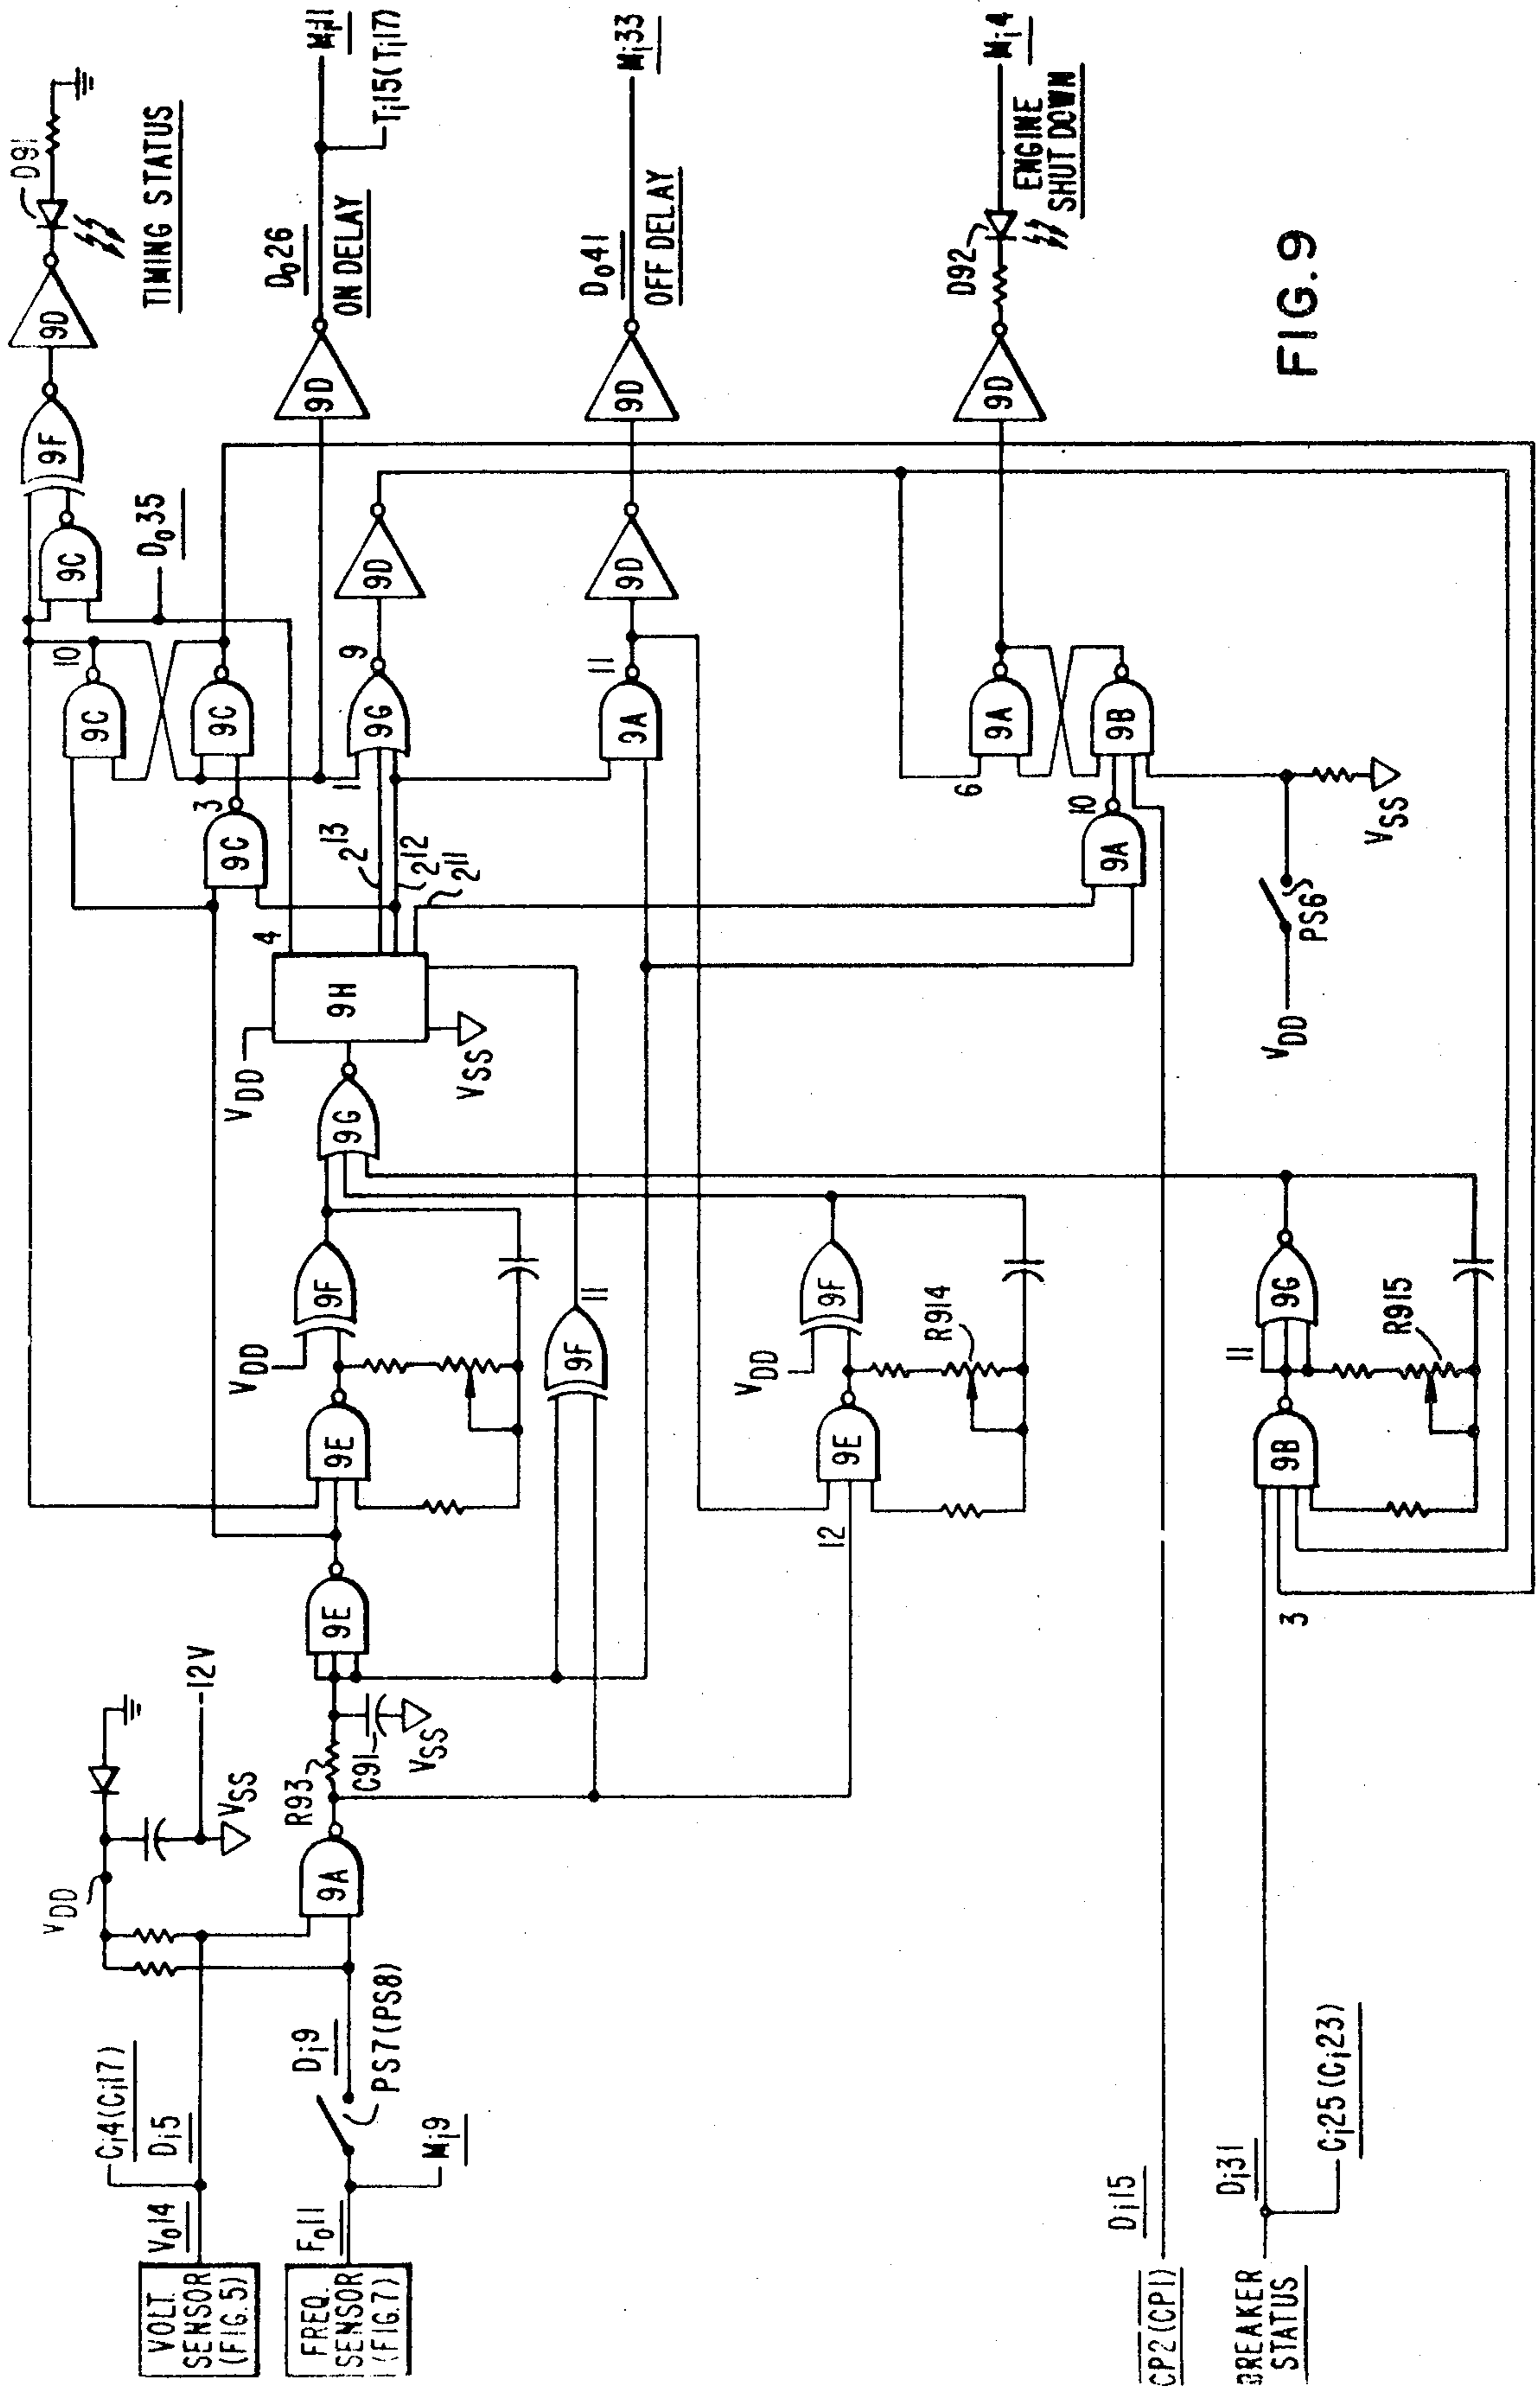 D91
TIMING STATUS
9D
9F
9C
Do35
10
9C
9C
3
9C
4
Do26
ON DELAY
Mi11
Ti15(Ti17)
9D
9
9D
9G
1
2^13
2^12
2^11
9H
VDD
VSS
9G
Do41
OFF DELAY
Mi33
9D
9D
11
9A
D92
ENGINE
SHUT DOWN
Mi4
9D
9A
6
9B
10
9A
VSS
PS6
VDD
FIG.9
9F
VDD
9E
9F
11
9F
VDD
R914
9E
12
9G
R915
11
9B
3
9E
-12V
VSS
VDD
R93
C91
VSS
9A
Ci4(Ci17)
Di5
Vo14
VOLT.
SENSOR
(FIG.5)
Di9
PS7(PS8)
Mi9
Fo11
FREQ.
SENSOR
(FIG.7)
Di15
CP2(CP1)
Di31
Ci25(Ci23)
BREAKER
STATUS